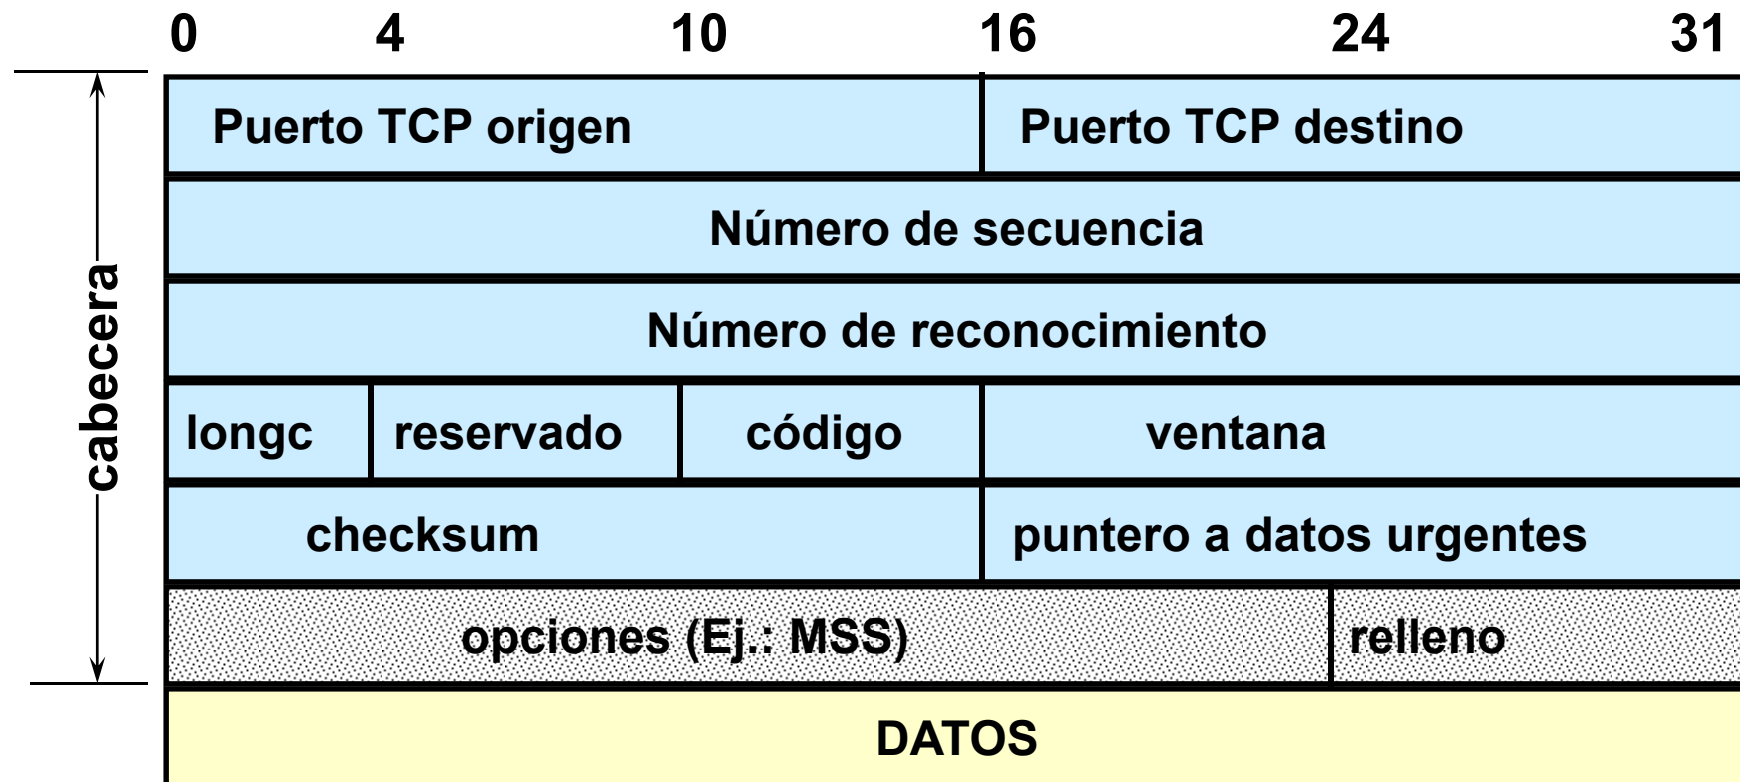 0 4 10 16 24 31
Puerto TCP origen Puerto TCP destino
Número de secuencia
Número de reconocimiento
cabecera
longc reservado código ventana
checksum puntero a datos urgentes
opciones (Ej.: MSS) relleno
DATOS